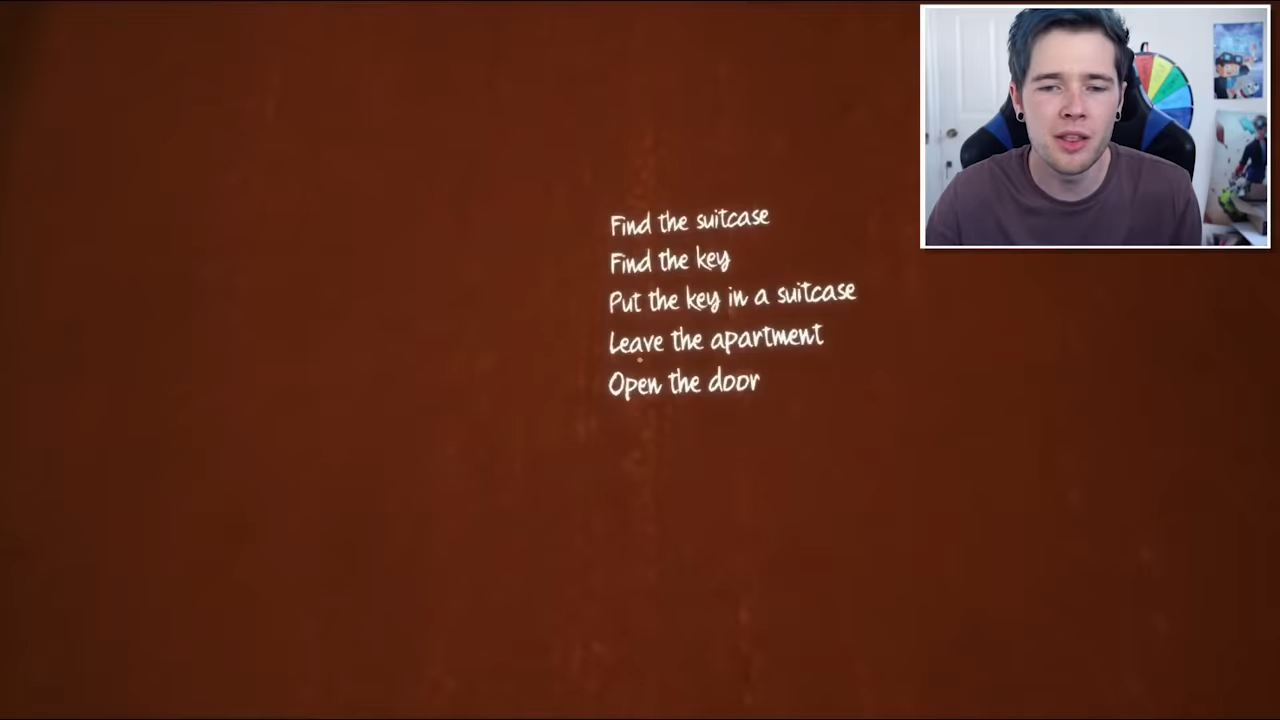 Find the suitcase
Find the key
Put the key in a suitcase
Leave the apartment
Open the door